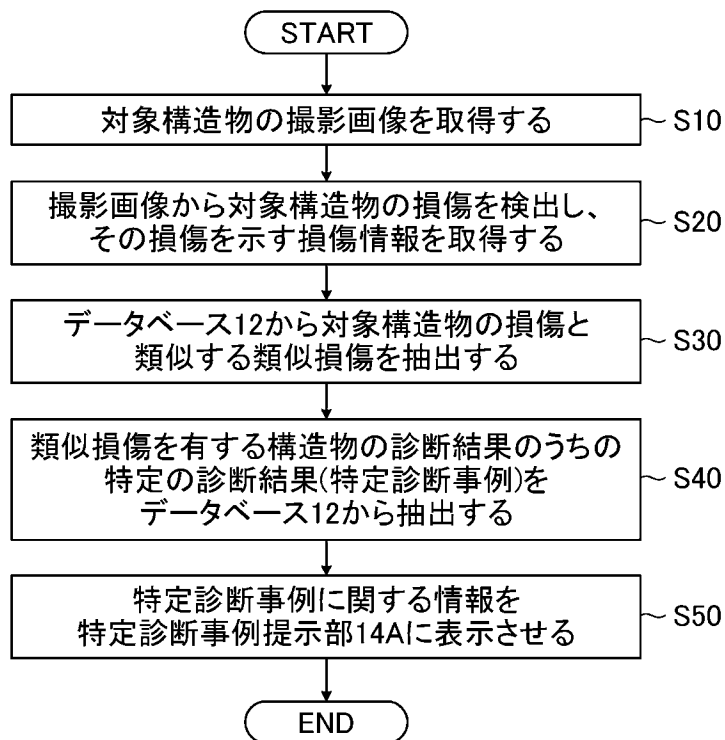 START
対象構造物の撮影画像を取得する
~ S10
撮影画像から対象構造物の損傷を検出し、
その損傷を示す損傷情報を取得する
~ S20
データベース12から対象構造物の損傷と
類似する類似損傷を抽出する
~ S30
類似損傷を有する構造物の診断結果のうちの
特定の診断結果(特定診断事例)を
データベース12から抽出する
~ S40
特定診断事例に関する情報を
特定診断事例提示部14Aに表示させる
~ S50
END